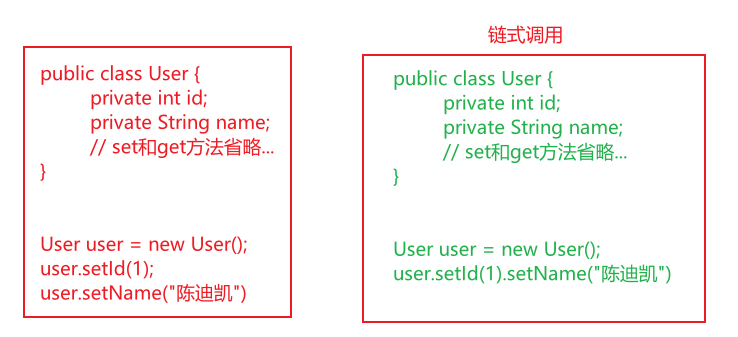 public class User {
private int id;
private String name;
// set和get方法省略...
}
User user = new User();
user.setId(1);
user.setName("陈迪凯")
链式调用
public class User {
private int id;
private String name;
// set和get方法省略...
}
User user = new User();
user.setId(1).setName("陈迪凯")